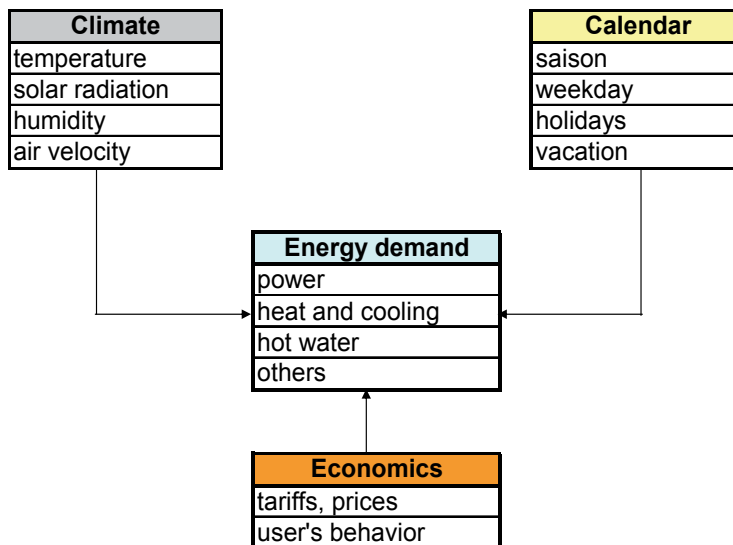 Climate
temperature
solar radiation
humidity
air velocity
Calendar
saison
weekday
holidays
vacation
Energy demand
power
heat and cooling
hot water
others
Economics
tariffs, prices
user's behavior